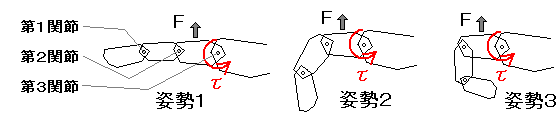 F F F
第1関節
第2関節
第3関節
τ τ τ
姿勢1 姿勢2 姿勢3